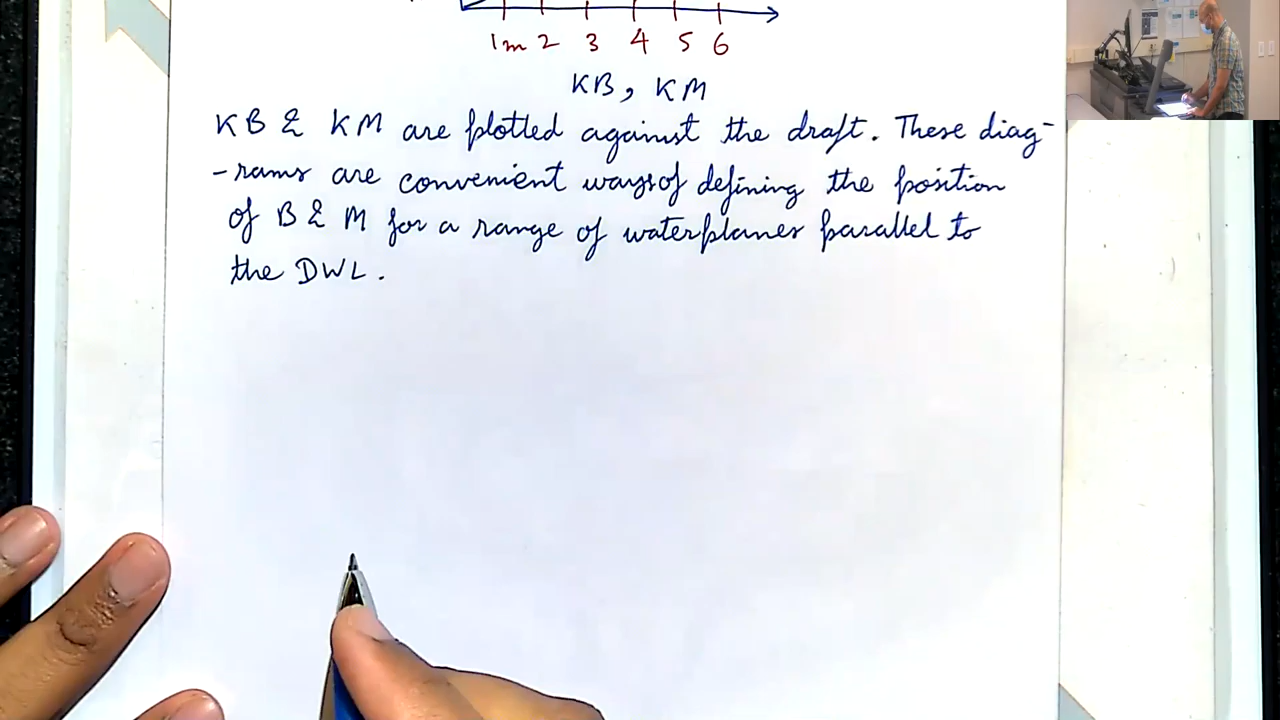 1m 2 3 4 5 6
KB, KM
KB & KM are plotted against the draft. These diag-
-rams are convenient ways of defining the position
of B & M for a range of waterplanes parallel to
the DWL.